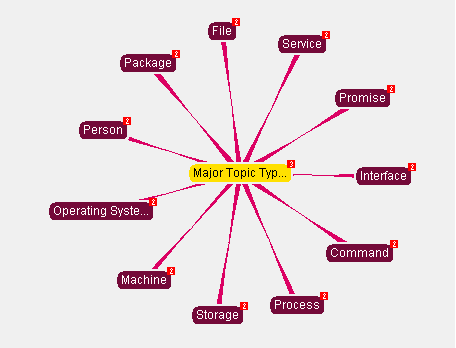 File
2
Service
2
Package
2
Promise
2
Person
2
Major Topic Typ...
2
Interface
2
Operating Syste...
2
Command
2
Machine
2
Process
2
Storage
2